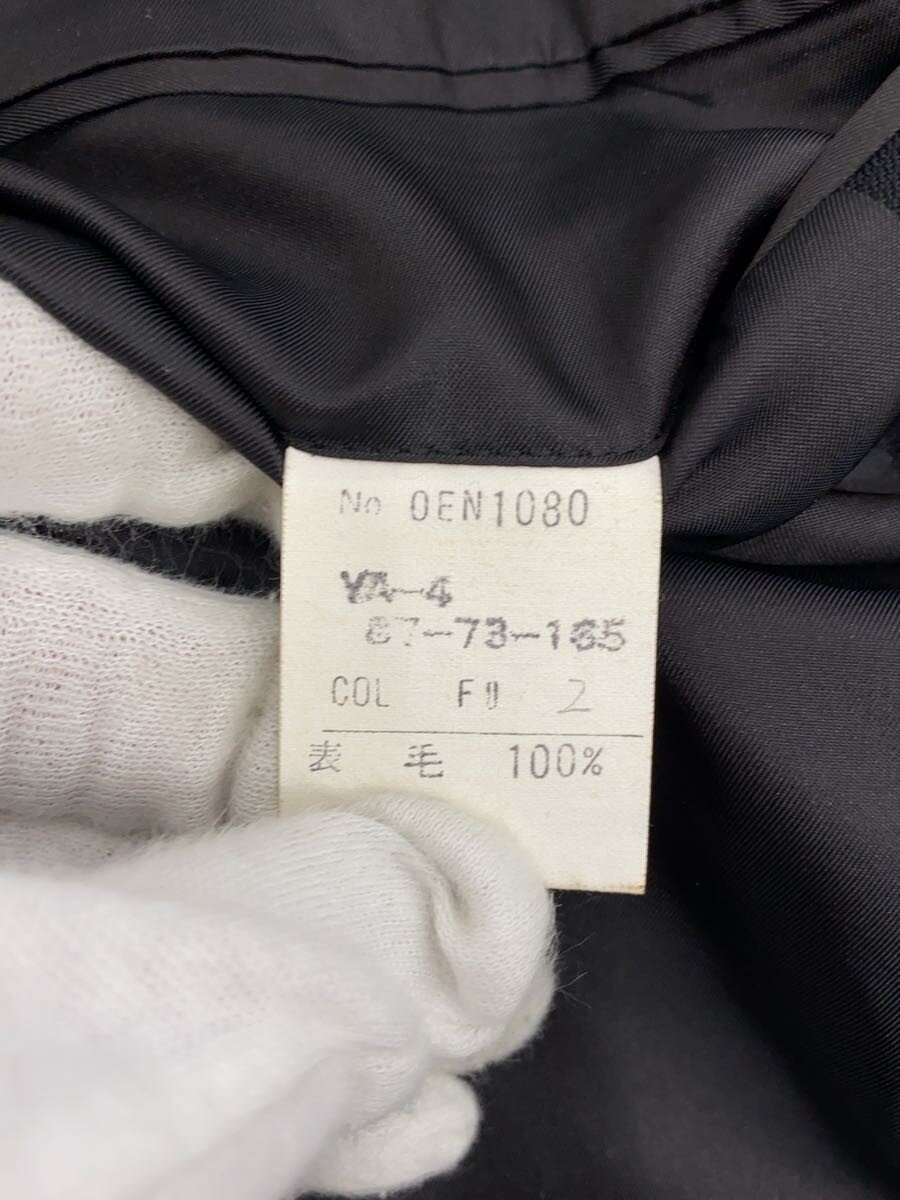 No 0EN1080
YA-4
87-73-165
COL F0 2
表 毛 100%